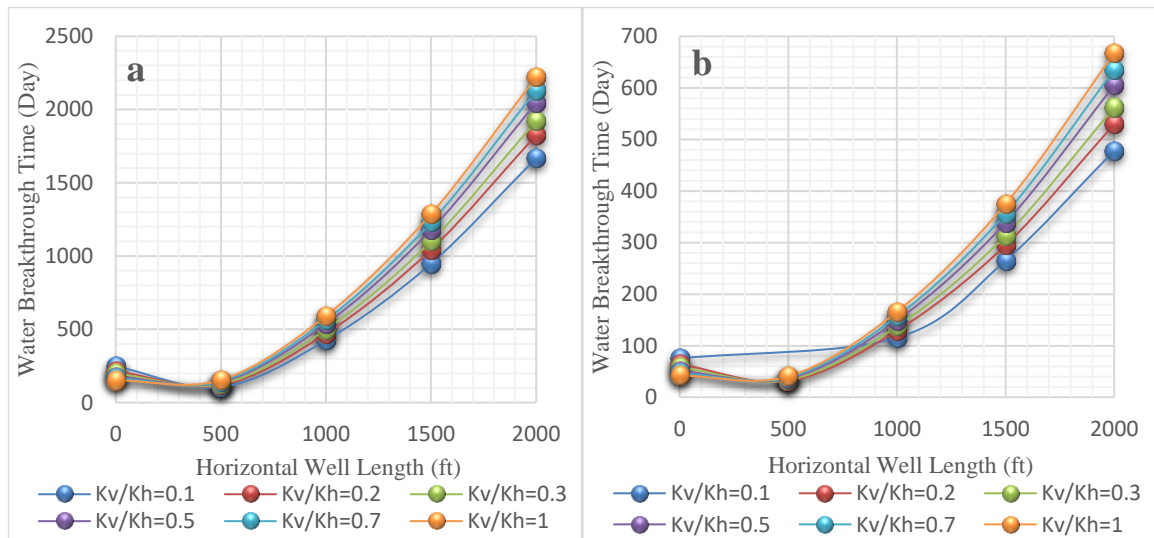 a
Water Breakthrough Time (Day)
2500
2000
1500
1000
500
0
0 500 1000 1500 2000
Horizontal Well Length (ft)
Kv/Kh=0.1 Kv/Kh=0.2 Kv/Kh=0.3
Kv/Kh=0.5 Kv/Kh=0.7 Kv/Kh=1
b
Water Breakthrough Time (Day)
700
600
500
400
300
200
100
0
0 500 1000 1500 2000
Horizontal Well Length (ft)
Kv/Kh=0.1 Kv/Kh=0.2 Kv/Kh=0.3
Kv/Kh=0.5 Kv/Kh=0.7 Kv/Kh=1